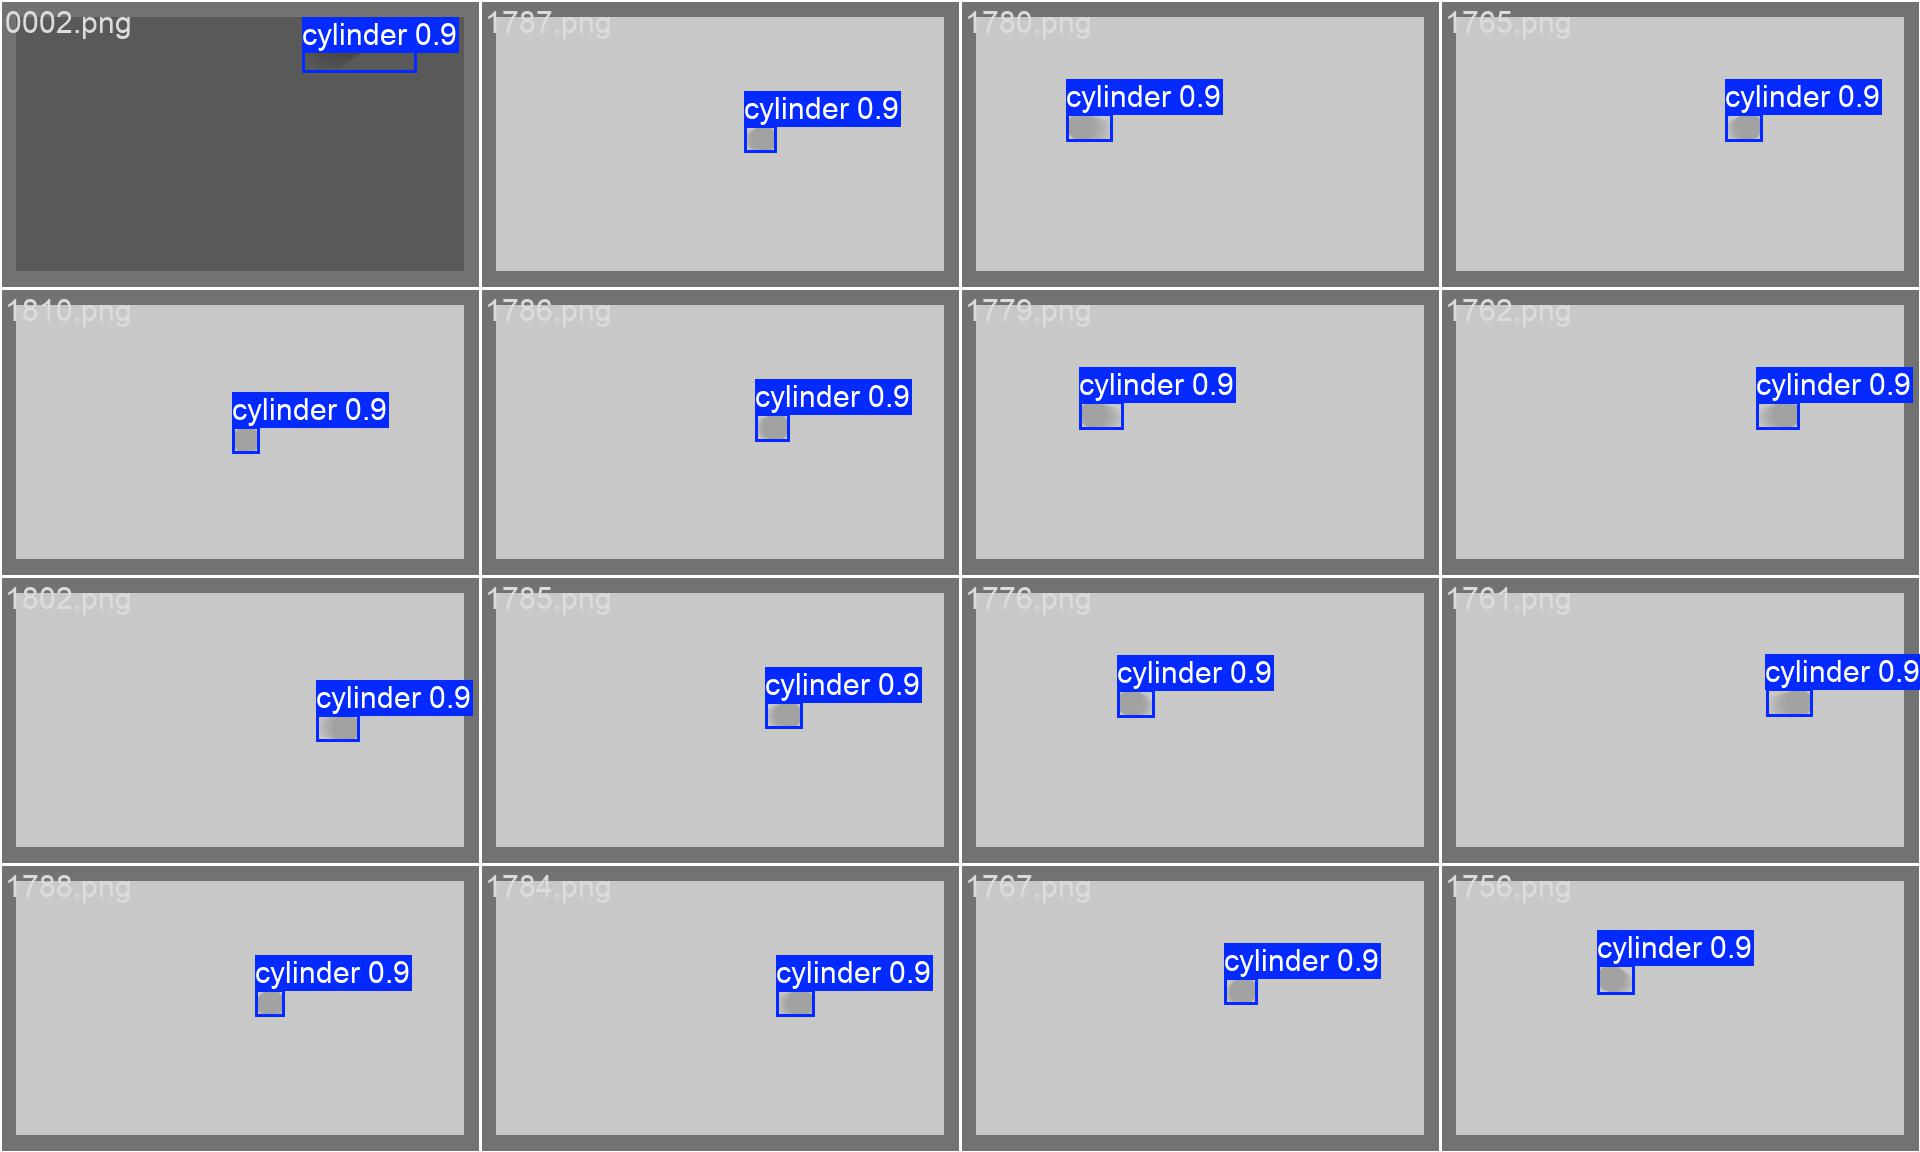 0002.png
cylinder 0.9
1787.png
cylinder 0.9
1780.png
cylinder 0.9
1765.png
cylinder 0.9
1810.png
cylinder 0.9
1786.png
cylinder 0.9
1779.png
cylinder 0.9
1762.png
cylinder 0.9
1802.png
cylinder 0.9
1785.png
cylinder 0.9
1776.png
cylinder 0.9
1761.png
cylinder 0.9
1788.png
cylinder 0.9
1784.png
cylinder 0.9
1767.png
cylinder 0.9
1756.png
cylinder 0.9